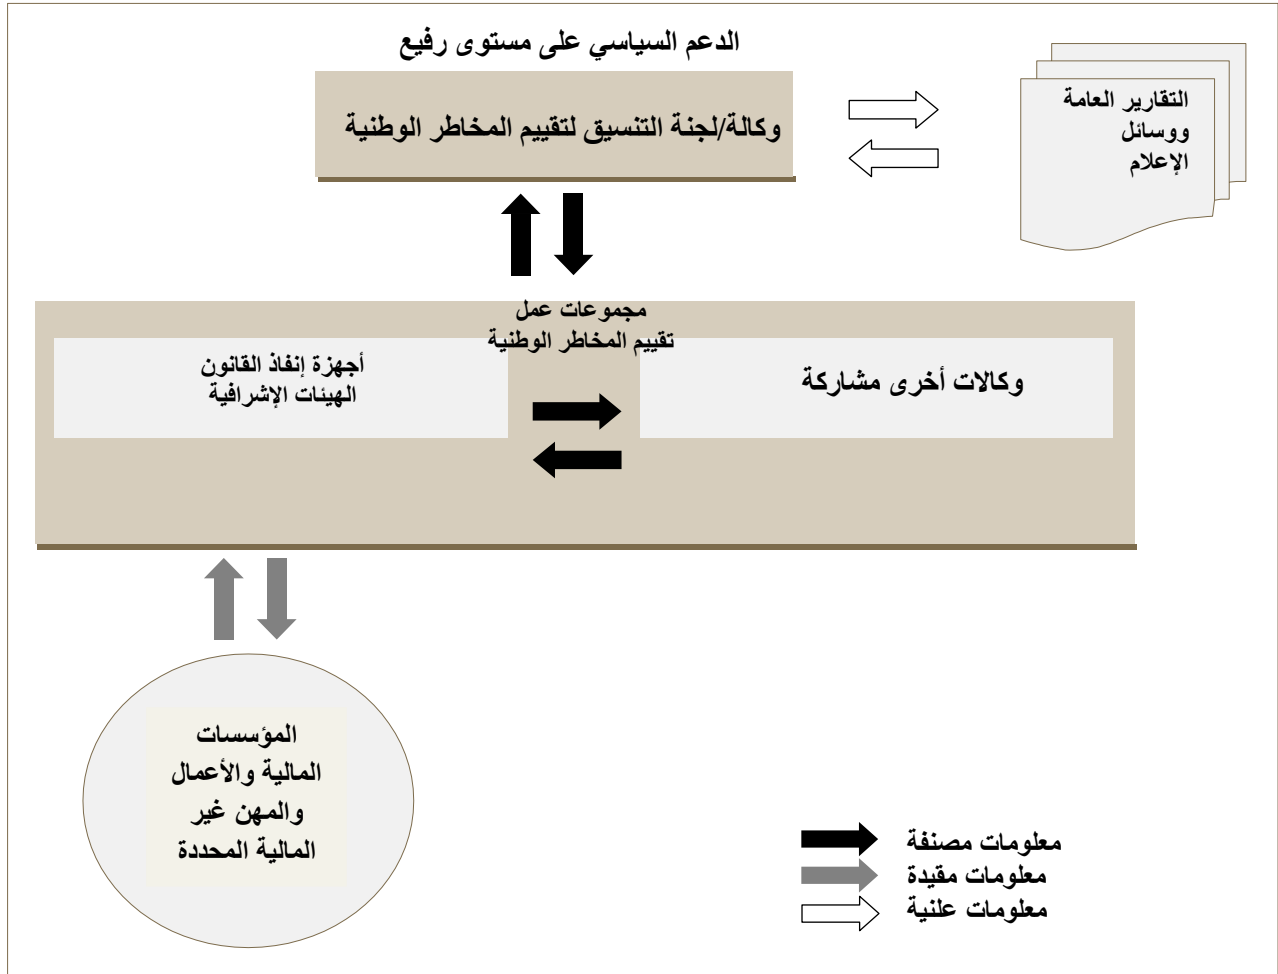 الدعم السياسي على مستوى رفيع
وكالة/لجنة التنسيق لتقييم المخاطر الوطنية
التقارير العامة
ووسائل
الإعلام
مجموعات عمل
تقييم المخاطر الوطنية
أجهزة إنفاذ القانون
الهيئات الإشرافية
وكالات أخرى مشاركة
المؤسسات
المالية والأعمال
والمهن غير
المالية المحددة
معلومات مصنفة
معلومات مقيدة
معلومات علنية